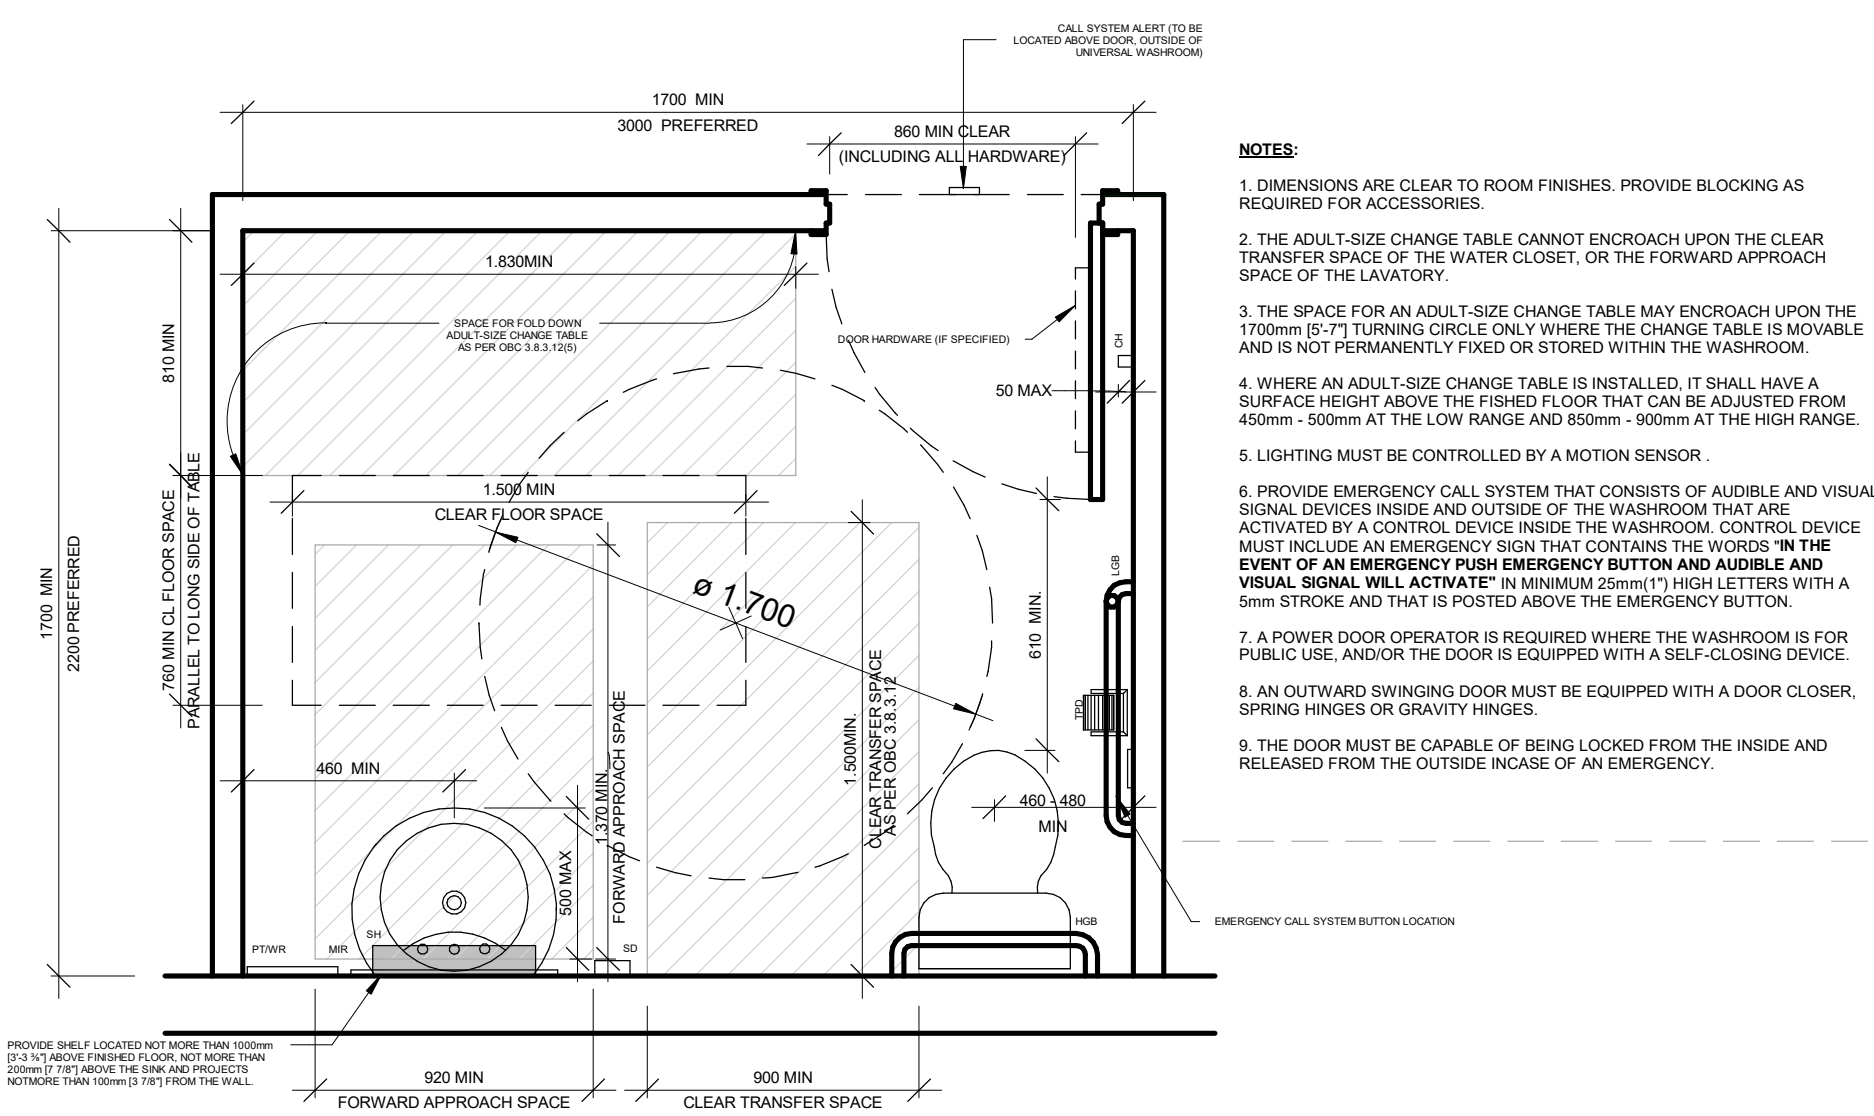 CALL SYSTEM ALERT (TO BE
LOCATED ABOVE DOOR, OUTSIDE OF
UNIVERSAL WASHROOM)
1700 MIN
3000 PREFERRED
860 MIN CLEAR
(INCLUDING ALL HARDWARE)
1.830MIN
SPACE FOR FOLD DOWN
ADULT-SIZE CHANGE TABLE
AS PER OBC 3.8.3.12(5)
DOOR HARDWARE (IF SPECIFIED)
CH
50 MAX
810 MIN
1700 MIN
2200 PREFERRED
760 MIN CL FLOOR SPACE
PARALLEL TO LONG SIDE OF TABLE
1.500 MIN
CLEAR FLOOR SPACE
ø 1.700
LGB
610 MIN.
TPD
460 MIN
1.370 MIN.
FORWARD APPROACH SPACE
500 MAX
1.500MIN.
CLEAR TRANSFER SPACE
AS PER OBC 3.8.3.12
460 - 480
MIN
PT/WR
MIR
SH
SD
HGB
EMERGENCY CALL SYSTEM BUTTON LOCATION
PROVIDE SHELF LOCATED NOT MORE THAN 1000mm
[3'-3 ⅜"] ABOVE FINISHED FLOOR, NOT MORE THAN
200mm [7 7/8"] ABOVE THE SINK AND PROJECTS
NOTMORE THAN 100mm [3 7/8"] FROM THE WALL.
920 MIN
FORWARD APPROACH SPACE
900 MIN
CLEAR TRANSFER SPACE
NOTES:
1. DIMENSIONS ARE CLEAR TO ROOM FINISHES. PROVIDE BLOCKING AS
REQUIRED FOR ACCESSORIES.
2. THE ADULT-SIZE CHANGE TABLE CANNOT ENCROACH UPON THE CLEAR
TRANSFER SPACE OF THE WATER CLOSET, OR THE FORWARD APPROACH
SPACE OF THE LAVATORY.
3. THE SPACE FOR AN ADULT-SIZE CHANGE TABLE MAY ENCROACH UPON THE
1700mm [5'-7"] TURNING CIRCLE ONLY WHERE THE CHANGE TABLE IS MOVABLE
AND IS NOT PERMANENTLY FIXED OR STORED WITHIN THE WASHROOM.
4. WHERE AN ADULT-SIZE CHANGE TABLE IS INSTALLED, IT SHALL HAVE A
SURFACE HEIGHT ABOVE THE FISHED FLOOR THAT CAN BE ADJUSTED FROM
450mm - 500mm AT THE LOW RANGE AND 850mm - 900mm AT THE HIGH RANGE.
5. LIGHTING MUST BE CONTROLLED BY A MOTION SENSOR .
6. PROVIDE EMERGENCY CALL SYSTEM THAT CONSISTS OF AUDIBLE AND VISUAL
SIGNAL DEVICES INSIDE AND OUTSIDE OF THE WASHROOM THAT ARE
ACTIVATED BY A CONTROL DEVICE INSIDE THE WASHROOM. CONTROL DEVICE
MUST INCLUDE AN EMERGENCY SIGN THAT CONTAINS THE WORDS "IN THE
EVENT OF AN EMERGENCY PUSH EMERGENCY BUTTON AND AUDIBLE AND
VISUAL SIGNAL WILL ACTIVATE" IN MINIMUM 25mm(1") HIGH LETTERS WITH A
5mm STROKE AND THAT IS POSTED ABOVE THE EMERGENCY BUTTON.
7. A POWER DOOR OPERATOR IS REQUIRED WHERE THE WASHROOM IS FOR
PUBLIC USE, AND/OR THE DOOR IS EQUIPPED WITH A SELF-CLOSING DEVICE.
8. AN OUTWARD SWINGING DOOR MUST BE EQUIPPED WITH A DOOR CLOSER,
SPRING HINGES OR GRAVITY HINGES.
9. THE DOOR MUST BE CAPABLE OF BEING LOCKED FROM THE INSIDE AND
RELEASED FROM THE OUTSIDE INCASE OF AN EMERGENCY.